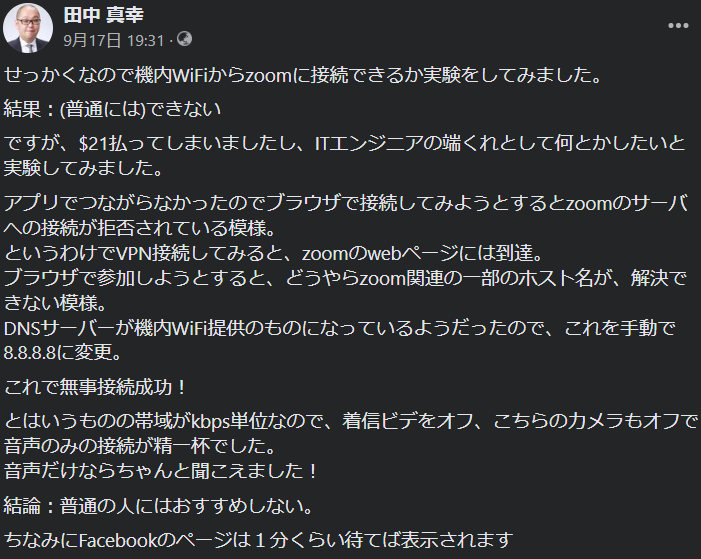 田中 真幸
9月17日 19:31 ·
せっかくなので機内WiFiからzoomに接続できるか実験をしてみました。
結果：(普通には)できない
ですが、$21払ってしまいましたし、ITエンジニアの端くれとして何とかしたいと
実験してみました。
アプリでつながらなかったのでブラウザで接続してみようとするとzoomのサーバ
への接続が拒否されている模様。
というわけでVPN接続してみると、zoomのwebページには到達。
ブラウザで参加しようとすると、どうやらzoom関連の一部のホスト名が、解決で
きない模様。
DNSサーバーが機内WiFi提供のものになっているようだったので、これを手動で
8.8.8.8に変更。
これで無事接続成功！
とはいうものの帯域がkbps単位なので、着信ビデをオフ、こちらのカメラもオフで
音声のみの接続が精一杯でした。
音声だけならちゃんと聞こえました！
結論：普通の人にはおすすめしない。
ちなみにFacebookのページは１分くらい待てば表示されます